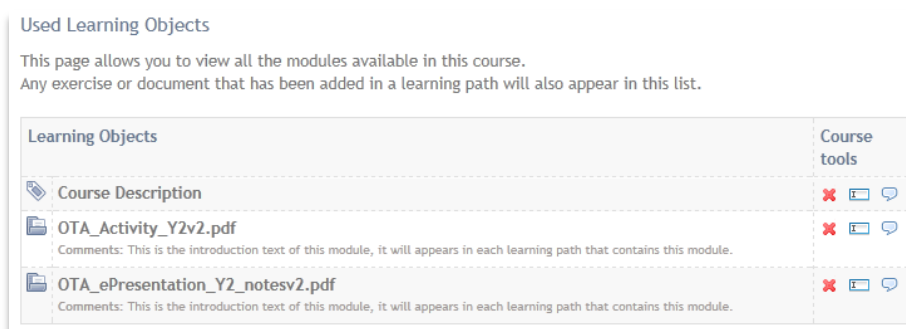 Used Learning Objects
This page allows you to view all the modules available in this course.
Any exercise or document that has been added in a learning path will also appear in this list.
Learning Objects
Course
tools
Course Description
OTA_Activity_Y2v2.pdf
Comments: This is the introduction text of this module, it will appears in each learning path that contains this module.
OTA_ePresentation_Y2_notesv2.pdf
Comments: This is the introduction text of this module, it will appears in each learning path that contains this module.